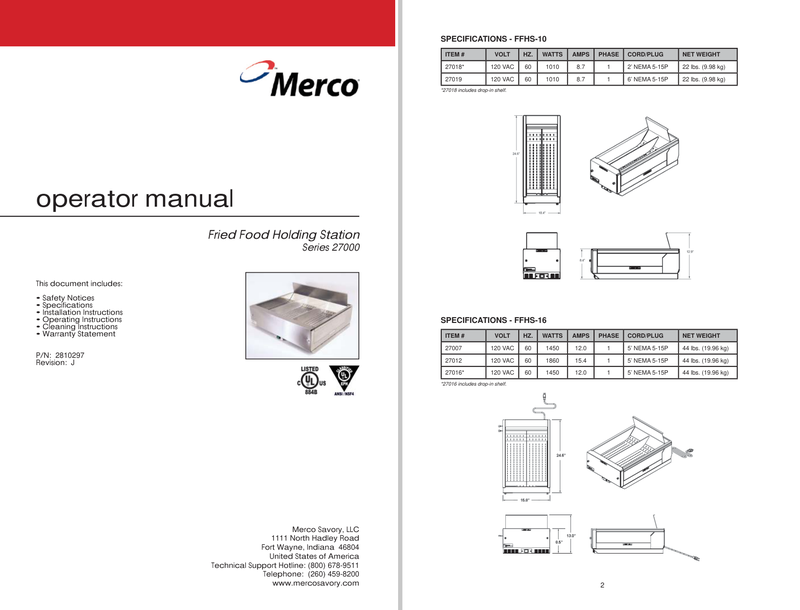 Merco
operator manual
Fried Food Holding Station
Series 27000
This document includes:
Safety Notices
Specifications
Installation Instructions
Operating Instructions
Cleaning Instructions
Warranty Statement
P/N: 2810297
Revision: J
LISTED
C UL US
884B
ANSI/NSF4
Merco Savory, LLC
1111 North Hadley Road
Fort Wayne, Indiana 46804
United States of America
Technical Support Hotline: (800) 678-9511
Telephone: (260) 459-8200
www.mercosavory.com
SPECIFICATIONS - FFHS-10
ITEM # VOLT HZ. WATTS AMPS PHASE CORD/PLUG NET WEIGHT
27018* 120 VAC 60 1010 8.7 1 2' NEMA 5-15P 22 lbs. (9.98 kg)
27019 120 VAC 60 1010 8.7 1 6' NEMA 5-15P 22 lbs. (9.98 kg)
*27018 includes drop-in shelf.
SPECIFICATIONS - FFHS-16
ITEM # VOLT HZ. WATTS AMPS PHASE CORD/PLUG NET WEIGHT
27007 120 VAC 60 1450 12.0 1 5' NEMA 5-15P 44 lbs. (19.96 kg)
27012 120 VAC 60 1860 15.4 1 5' NEMA 5-15P 44 lbs. (19.96 kg)
27016* 120 VAC 60 1450 12.0 1 5' NEMA 5-15P 44 lbs. (19.96 kg)
*27016 includes drop-in shelf.
24.6"
2